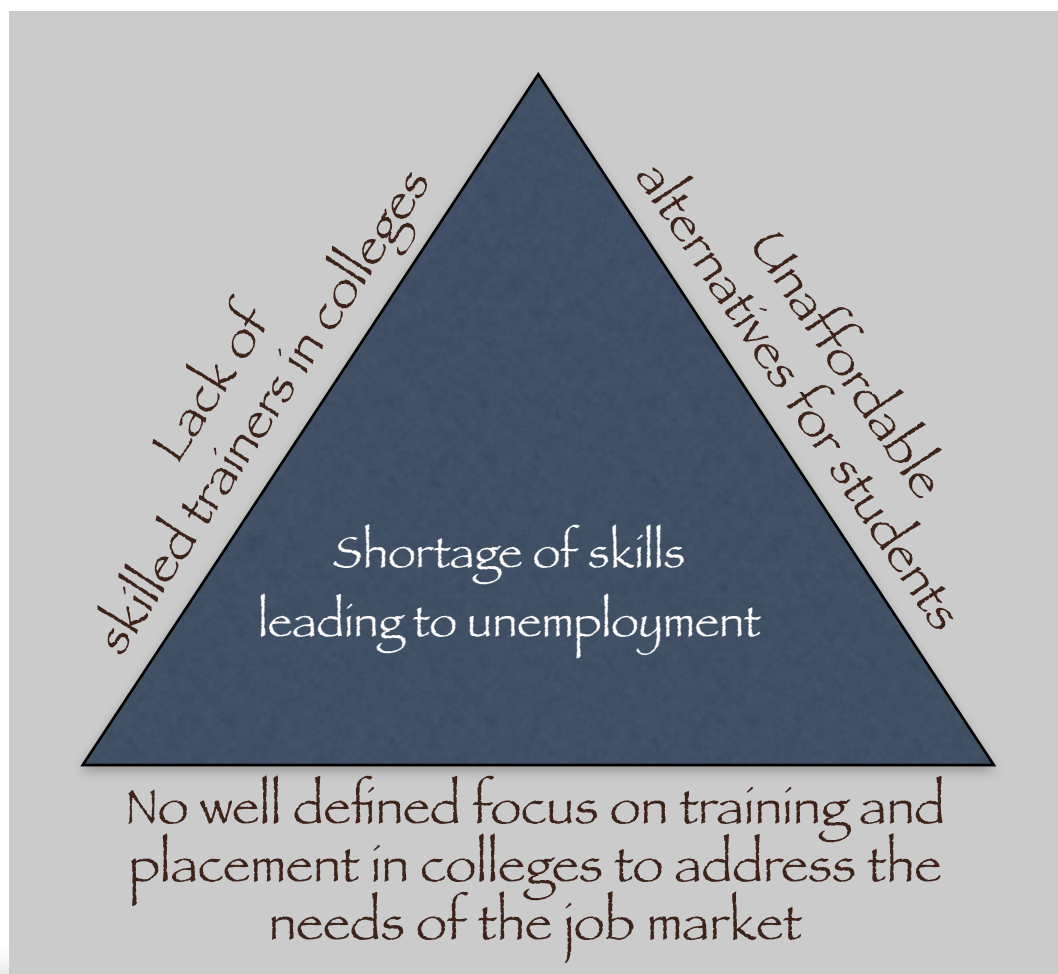 Lack of
skilled trainers in colleges
Unaffordable
alternatives for students
Shortage of skills
leading to unemployment
No well defined focus on training and
placement in colleges to address the
needs of the job market